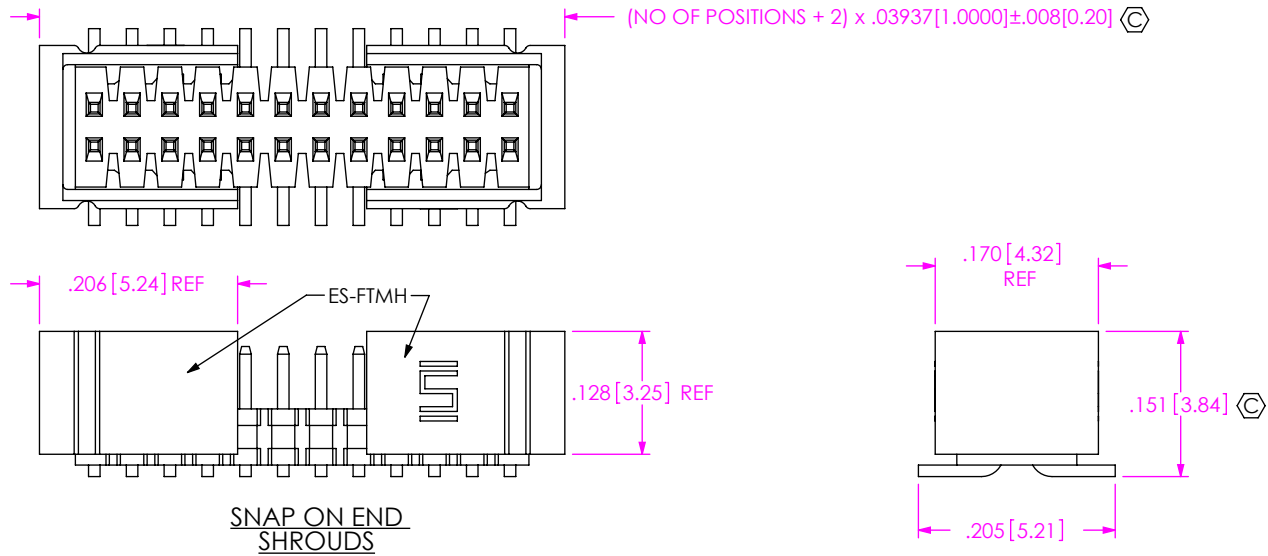 (NO OF POSITIONS + 2) x .03937[1.0000]±.008[0.20] C
.206[5.24] REF
ES-FTMH
.128[3.25] REF
SNAP ON END
SHROUDS
.170[4.32]
REF
.151[3.84] C
.205[5.21]